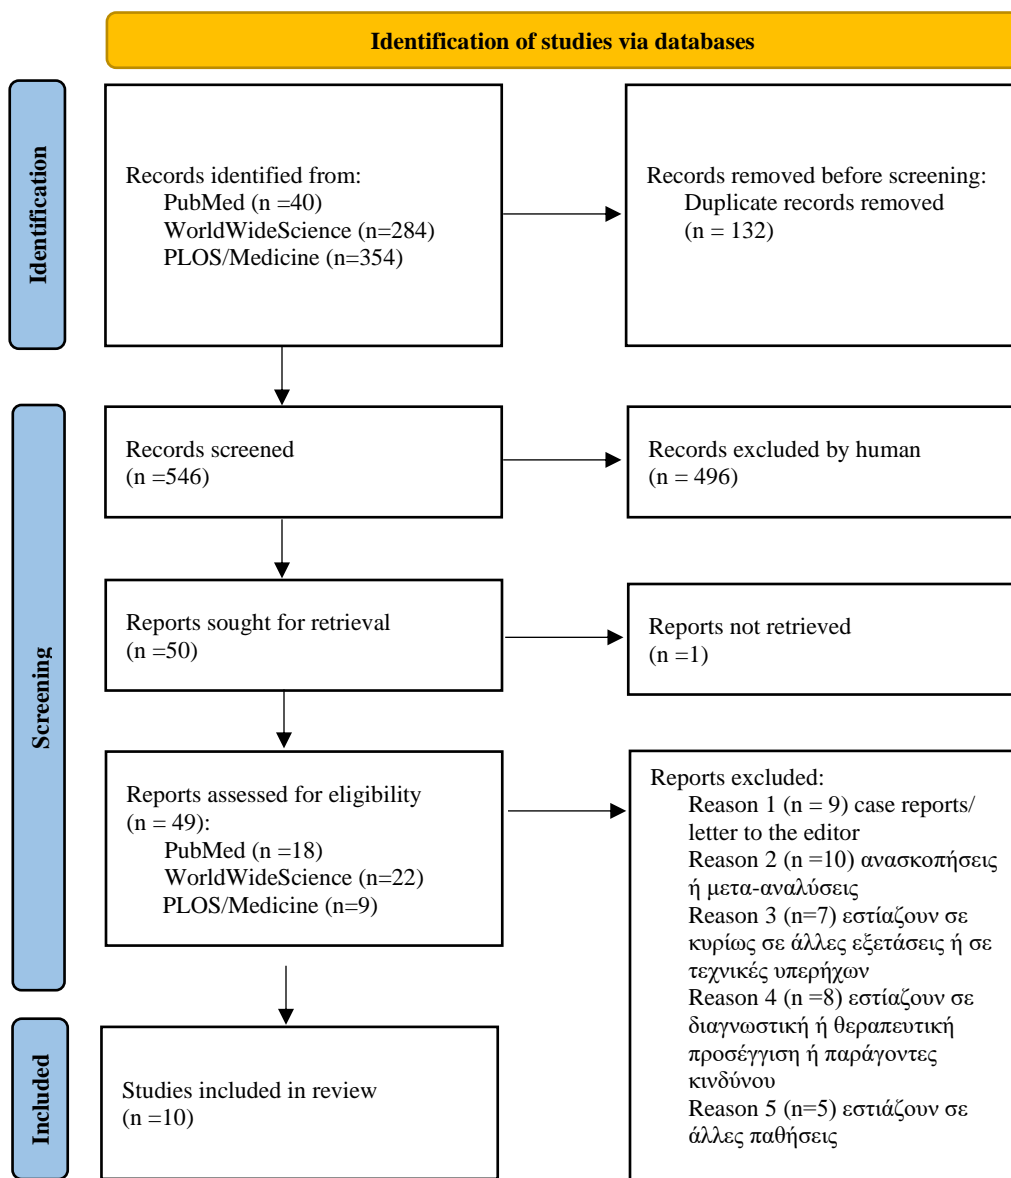 Identification of studies via databases
Identification
Records identified from:
PubMed (n =40)
WorldWideScience (n=284)
PLOS/Medicine (n=354)
Records removed before screening:
Duplicate records removed
(n = 132)
Screening
Records screened
(n =546)
Records excluded by human
(n = 496)
Reports sought for retrieval
(n =50)
Reports not retrieved
(n =1)
Reports assessed for eligibility
(n = 49):
PubMed (n =18)
WorldWideScience (n=22)
PLOS/Medicine (n=9)
Reports excluded:
Reason 1 (n = 9) case reports/
letter to the editor
Reason 2 (n =10) ανασκοπήσεις
ή μετα-αναλύσεις
Reason 3 (n=7) εστίαζουν σε
κυρίως σε άλλες εξετάσεις ή σε
τεχνικές υπερήχων
Reason 4 (n =8) εστίαζουν σε
διαγνωστική ή θεραπευτική
προσέγγιση ή παράγοντες
κινδύνου
Reason 5 (n=5) εστιάζουν σε
άλλες παθήσεις
Included
Studies included in review
(n =10)